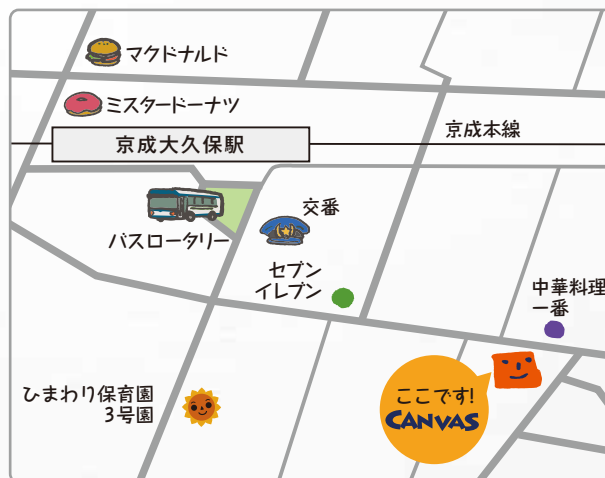 マクドナルド
ミスタードーナツ
京成大久保駅
京成本線
交番
バスロータリー
セブン
イレブン
中華料理
一番
ひまわり保育園
3号園
ここです!
CANVAS